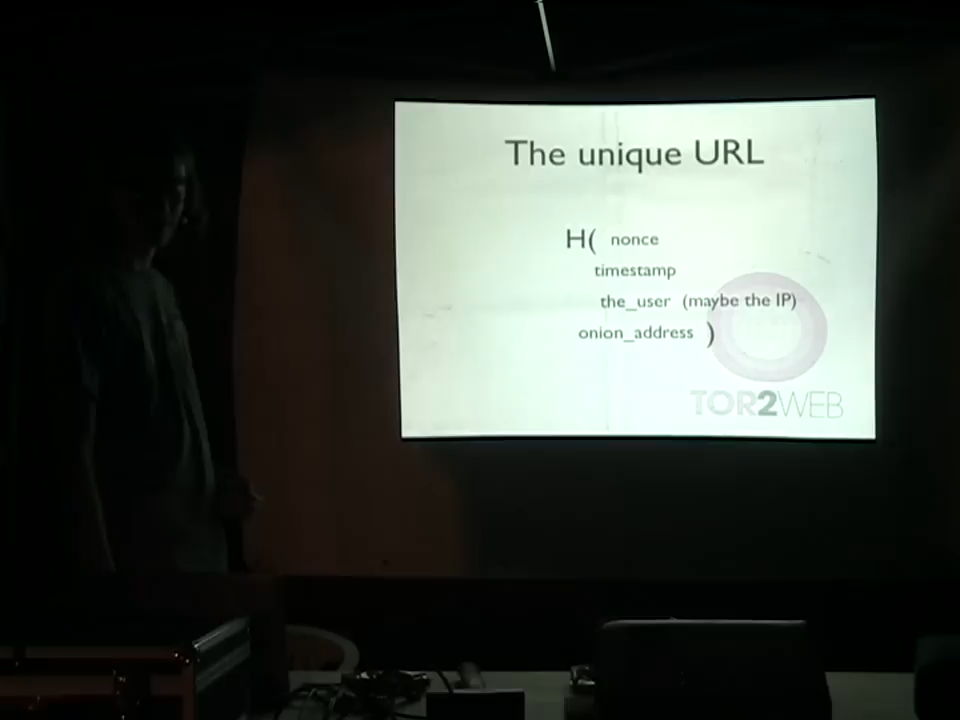 The unique URL
H( nonce
timestamp
the_user (maybe the IP)
onion_address )
TOR2WEB